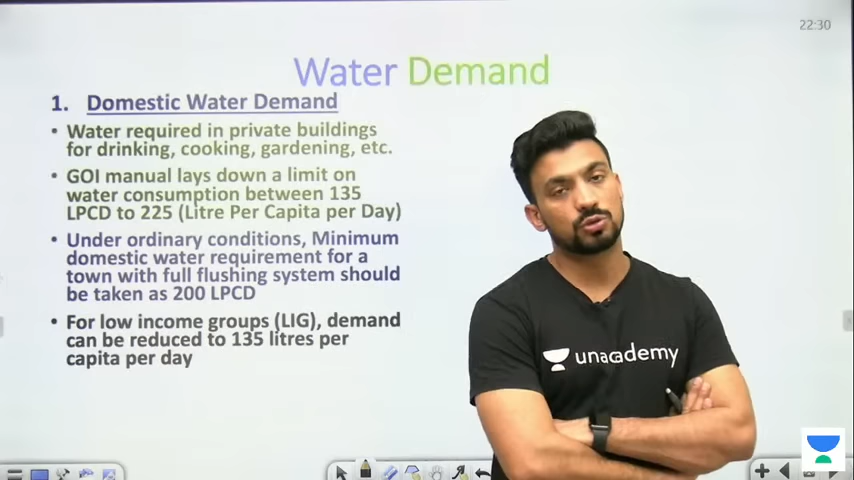 22:30
Water Demand
1. Domestic Water Demand
• Water required in private buildings
for drinking, cooking, gardening, etc.
• GOI manual lays down a limit on
water consumption between 135
LPCD to 225 (Litre Per Capita per Day)
• Under ordinary conditions, Minimum
domestic water requirement for a
town with full flushing system should
be taken as 200 LPCD
• For low income groups (LIG), demand
can be reduced to 135 litres per
capita per day
unacademy